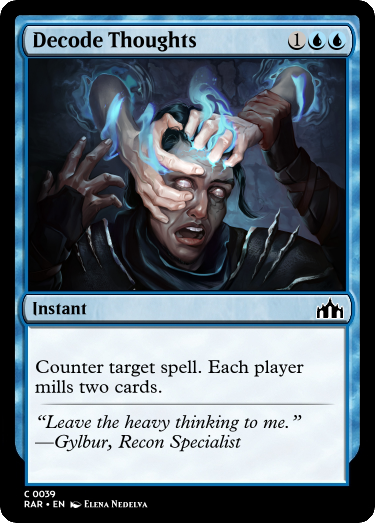 Decode Thoughts 1
Instant
Counter target spell. Each player
mills two cards.
“Leave the heavy thinking to me.”
—Gylbur, Recon Specialist
C 0039
RAR • EN Elena Nedelva